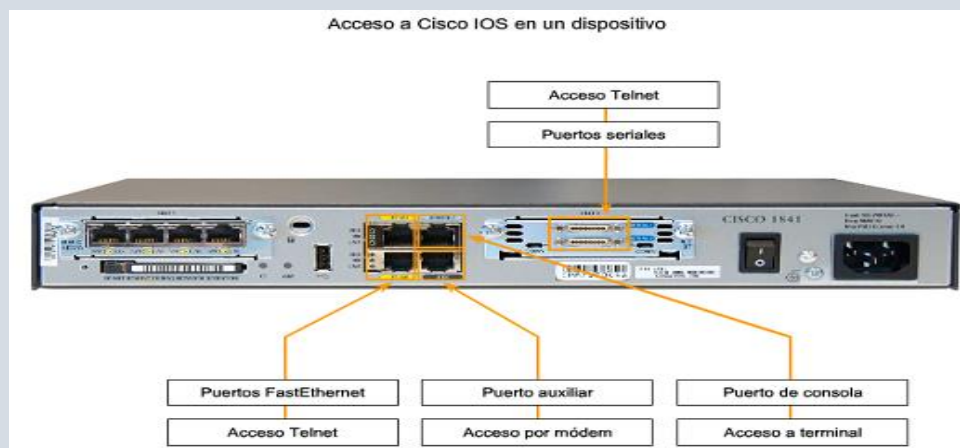 Acceso a Cisco IOS en un dispositivo
Acceso Telnet
Puertos seriales
CISCO 1841
Puertos FastEthernet
Puerto auxiliar
Puerto de consola
Acceso Telnet
Acceso por módem
Acceso a terminal